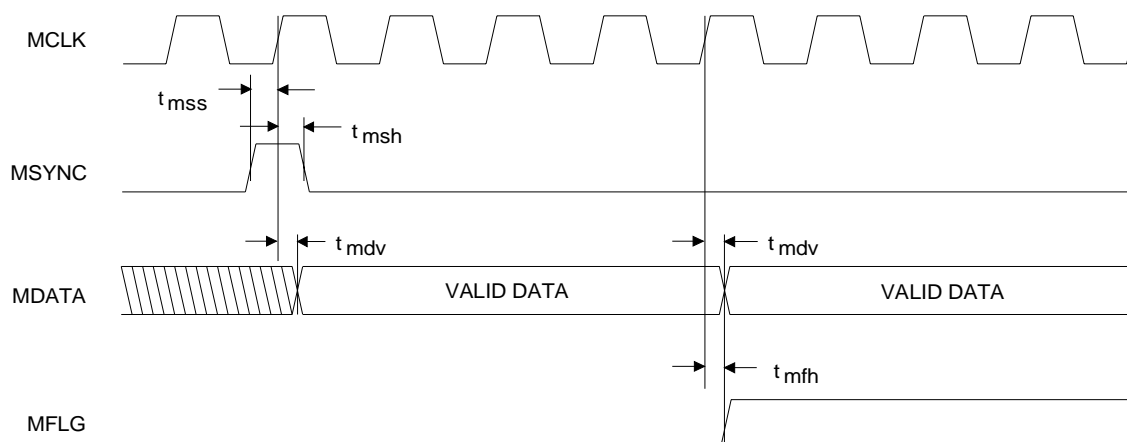 MCLK
t mss
t msh
MSYNC
t mdv
t mdv
MDATA
VALID DATA
VALID DATA
t mfh
MFLG